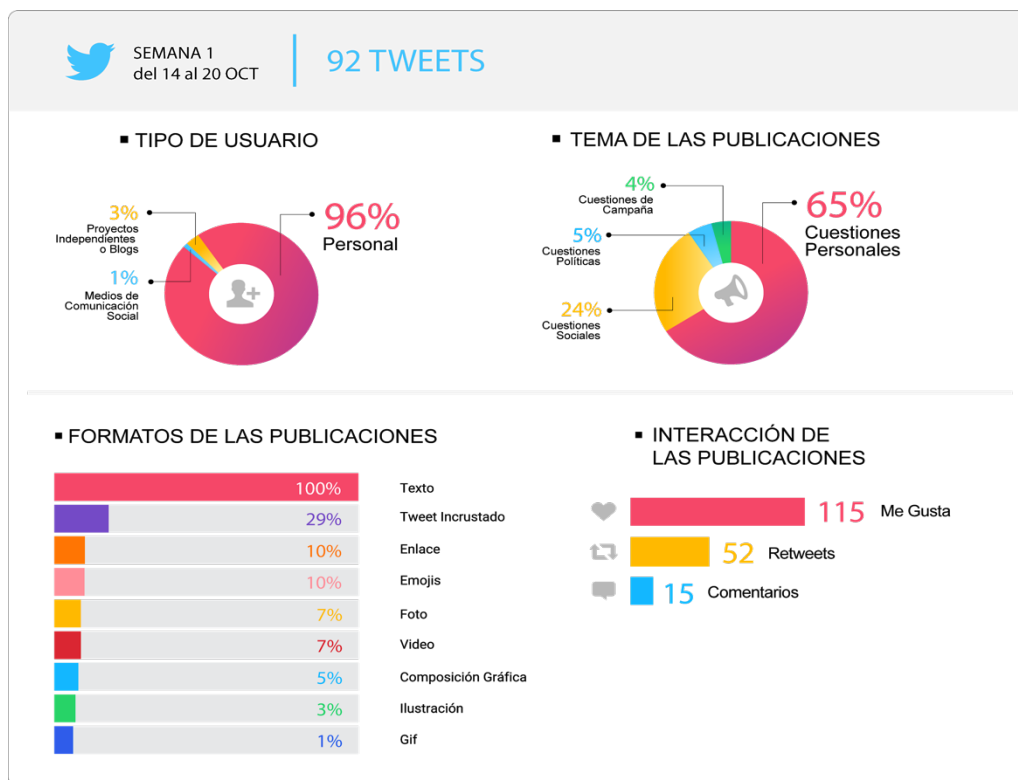 SEMANA 1
del 14 al 20 OCT
92 TWEETS
▪ TIPO DE USUARIO
3%
Proyectos
Independientes
o Blogs
1%
Medios de
Comunicación
Social
96%
Personal
▪ TEMA DE LAS PUBLICACIONES
4%
Cuestiones de
Campaña
5%
Cuestiones
Políticas
24%
Cuestiones
Sociales
65%
Cuestiones
Personales
▪ FORMATOS DE LAS PUBLICACIONES
100% Texto
29% Tweet Incrustado
10% Enlace
10% Emojis
7% Foto
7% Video
5% Composición Gráfica
3% Ilustración
1% Gif
▪ INTERACCIÓN DE
LAS PUBLICACIONES
115 Me Gusta
52 Retweets
15 Comentarios